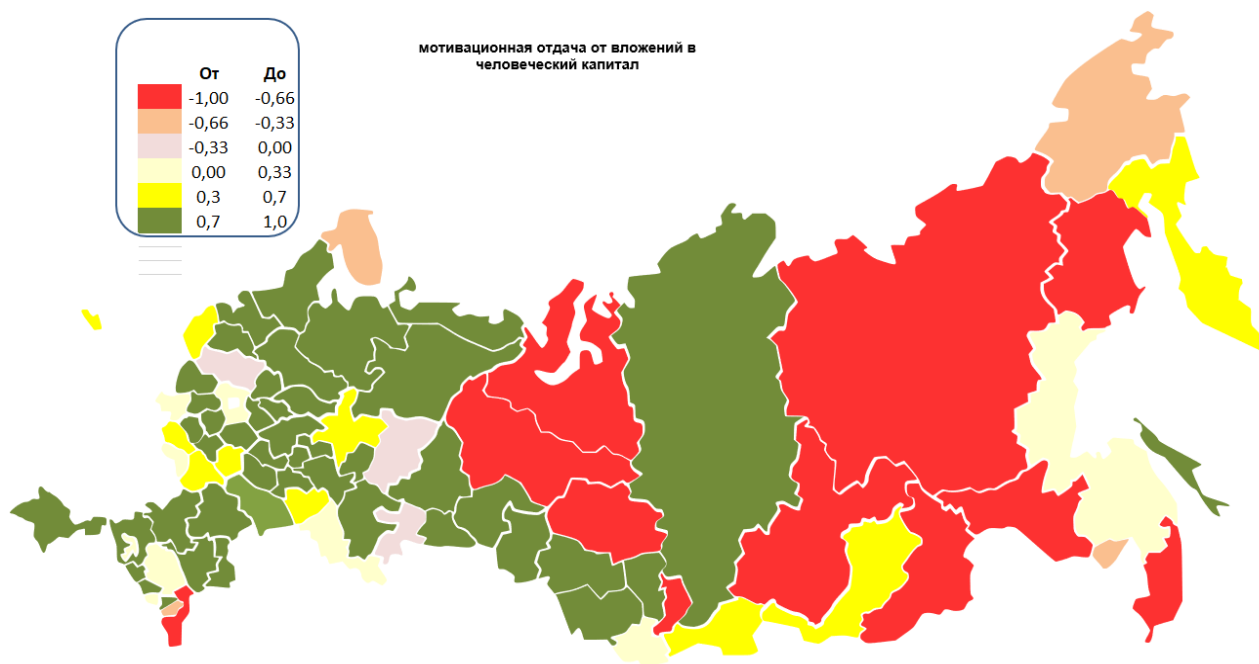 мотивационная отдача от вложений в
человеческий капитал
От До
-1,00 -0,66
-0,66 -0,33
-0,33 0,00
0,00 0,33
0,3 0,7
0,7 1,0